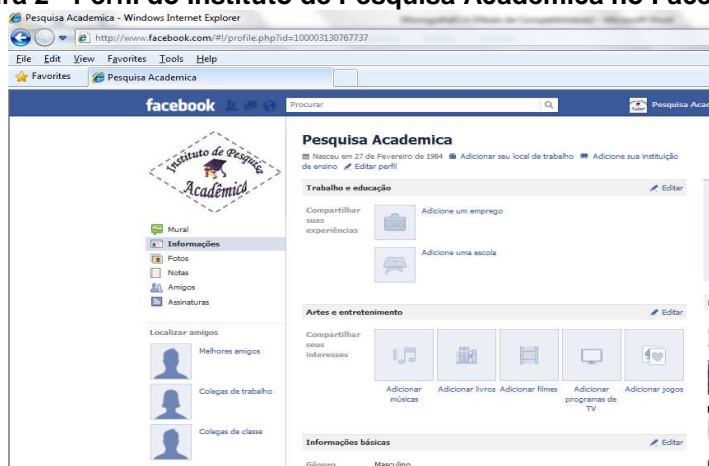 ra 2 - Perfil do Instituto de Pesquisa Acadêmica no Face
Pesquisa Academica - Windows Internet Explorer
http://www.facebook.com/#!/profile.php?id=100003130767737
File Edit View Favorites Tools Help
Favorites Pesquisa Academica
facebook Procurar Pesquisa Acad
Instituto de Pesquisa
Acadêmica
Pesquisa Academica
Nasceu em 27 de Fevereiro de 1984 Adicionar seu local de trabalho Adicione sua instituição
de ensino Editar perfil
Trabalho e educação Editar
Compartilhar
suas
experiências
Adicione um emprego
Adicione uma escola
Mural
Informações
Fotos
Notas
Amigos
Assinaturas
Artes e entretenimento Editar
Compartilhar
seus
interesses
Adicionar
músicas
Adicionar livros
Adicionar filmes
Adicionar
programas de
TV
Adicionar jogos
Localizar amigos
Melhores amigos
Colegas de trabalho
Colegas de classe
Informações básicas Editar
Gênero Masculino